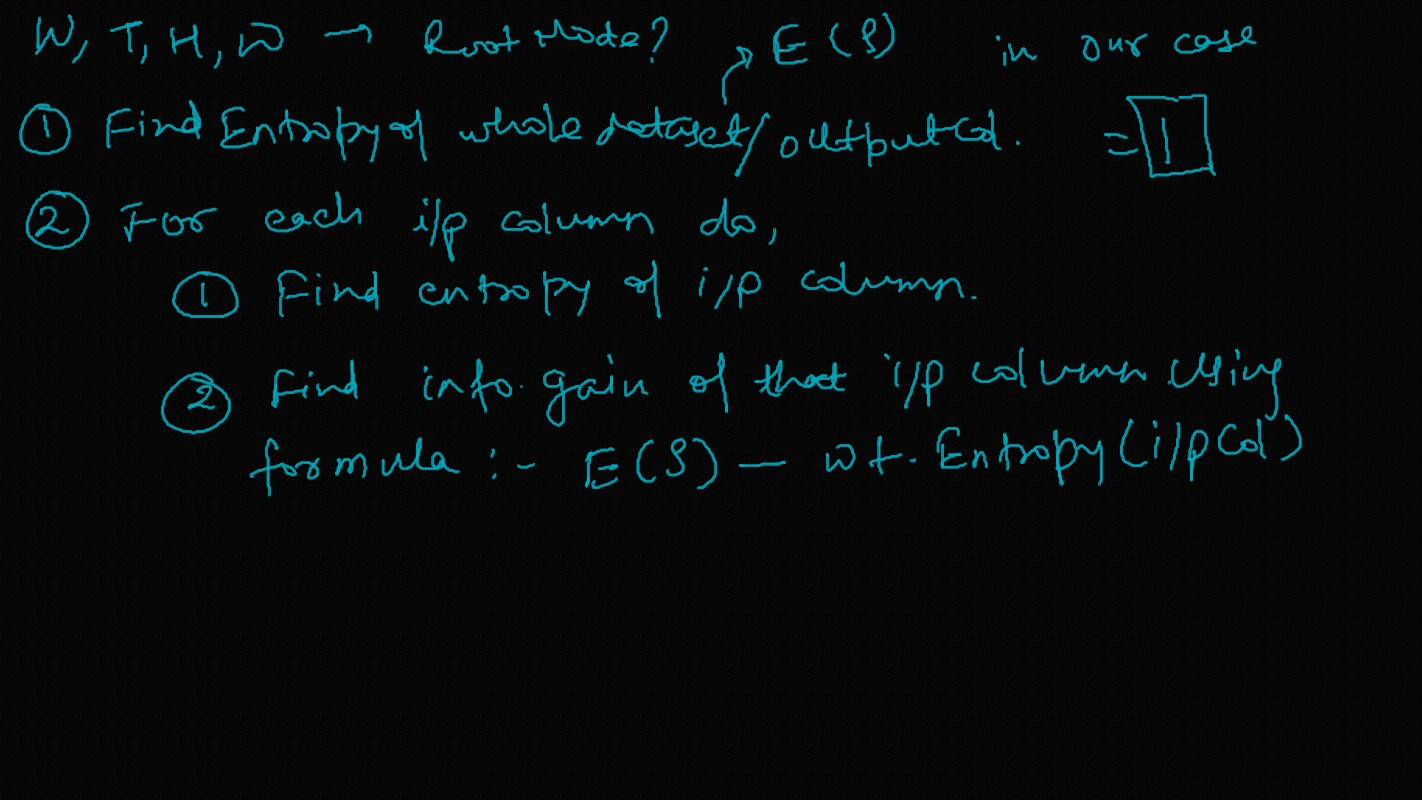 W, T, H, W → Root Node? E(S) in our case
① Find Entropy of whole dataset/output Col. = 1
② For each i/p column do,
① Find entropy of i/p column.
② Find info. gain of that i/p column using
formula :- E(S) — wt. Entropy (i/p Col)